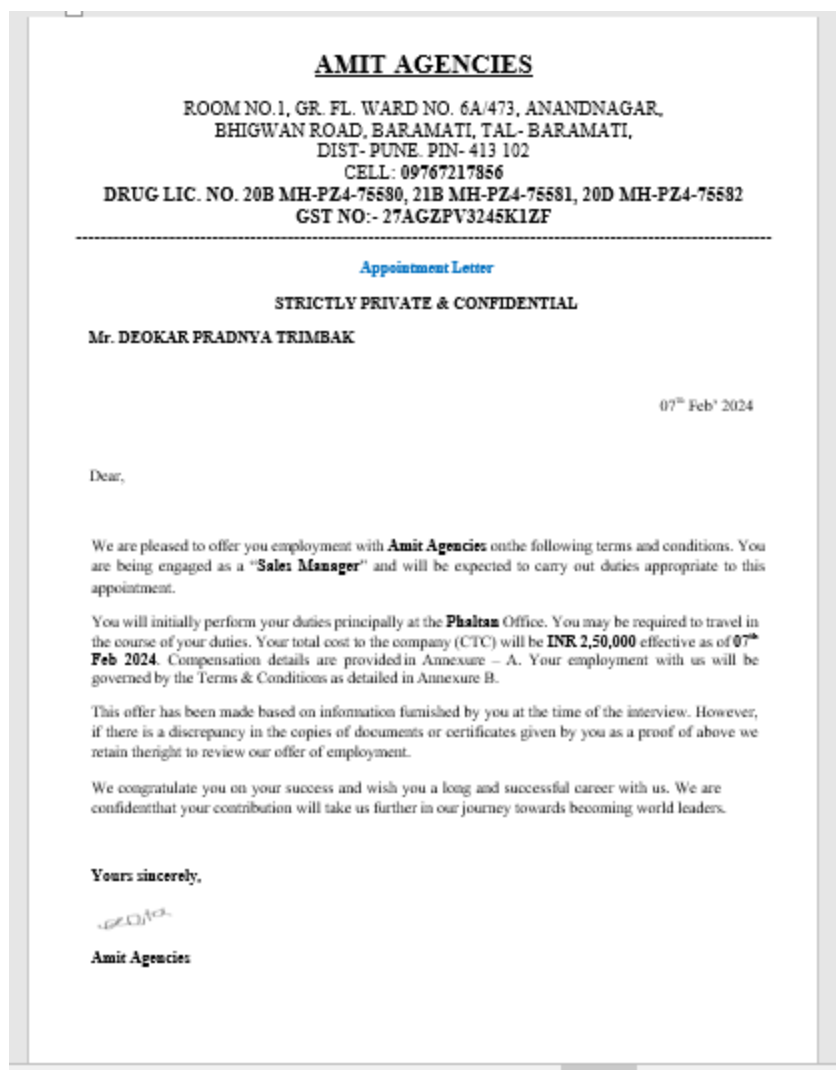 AMIT AGENCIES
ROOM NO.1, GR. FL. WARD NO. 6A/473, ANANDNAGAR,
BHIGWAN ROAD, BARAMATI, TAL- BARAMATI,
DIST- PUNE. PIN- 413 102
CELL: 09767217856
DRUG LIC. NO. 20B MH-PZ4-75580, 21B MH-PZ4-75581, 20D MH-PZ4-75582
GST NO:- 27AGZPV3245K1ZF
Appointment Letter
STRICTLY PRIVATE & CONFIDENTIAL
Mr. DEOKAR PRADNYA TRIMBAK
07th Feb' 2024
Dear,
We are pleased to offer you employment with Amit Agencies onthe following terms and conditions. You
are being engaged as a "Sales Manager" and will be expected to carry out duties appropriate to this
appointment.
You will initially perform your duties principally at the Phaltan Office. You may be required to travel in
the course of your duties. Your total cost to the company (CTC) will be INR 2,50,000 effective as of 07th
Feb 2024. Compensation details are provided in Annexure – A. Your employment with us will be
governed by the Terms & Conditions as detailed in Annexure B.
This offer has been made based on information furnished by you at the time of the interview. However,
if there is a discrepancy in the copies of documents or certificates given by you as a proof of above we
retain theright to review our offer of employment.
We congratulate you on your success and wish you a long and successful career with us. We are
confidentthat your contribution will take us further in our journey towards becoming world leaders.
Yours sincerely,
Amit Agencies